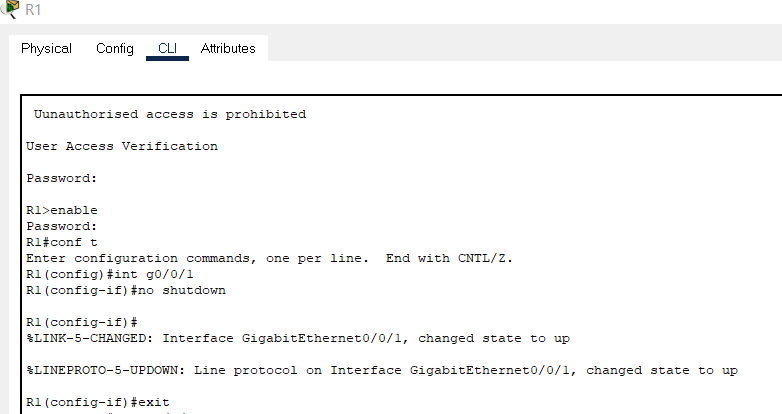 R1
Physical Config CLI Attributes
Uunauthorised access is prohibited
User Access Verification
Password:
R1>enable
Password:
R1#conf t
Enter configuration commands, one per line.  End with CNTL/Z.
R1(config)#int g0/0/1
R1(config-if)#no shutdown
R1(config-if)#
%LINK-5-CHANGED: Interface GigabitEthernet0/0/1, changed state to up
%LINEPROTO-5-UPDOWN: Line protocol on Interface GigabitEthernet0/0/1, changed state to up
R1(config-if)#exit